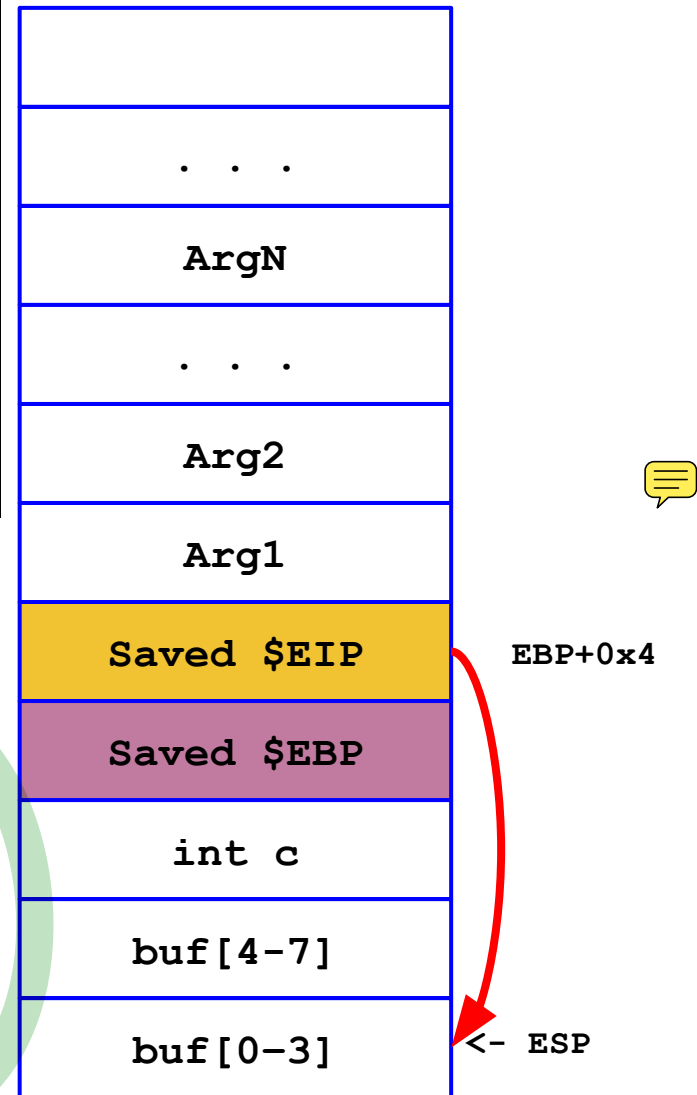 . . .
ArgN
. . .
Arg2
Arg1
Saved $EIP EBP+0x4
Saved $EBP
int c
buf[4-7]
buf[0–3] <- ESP